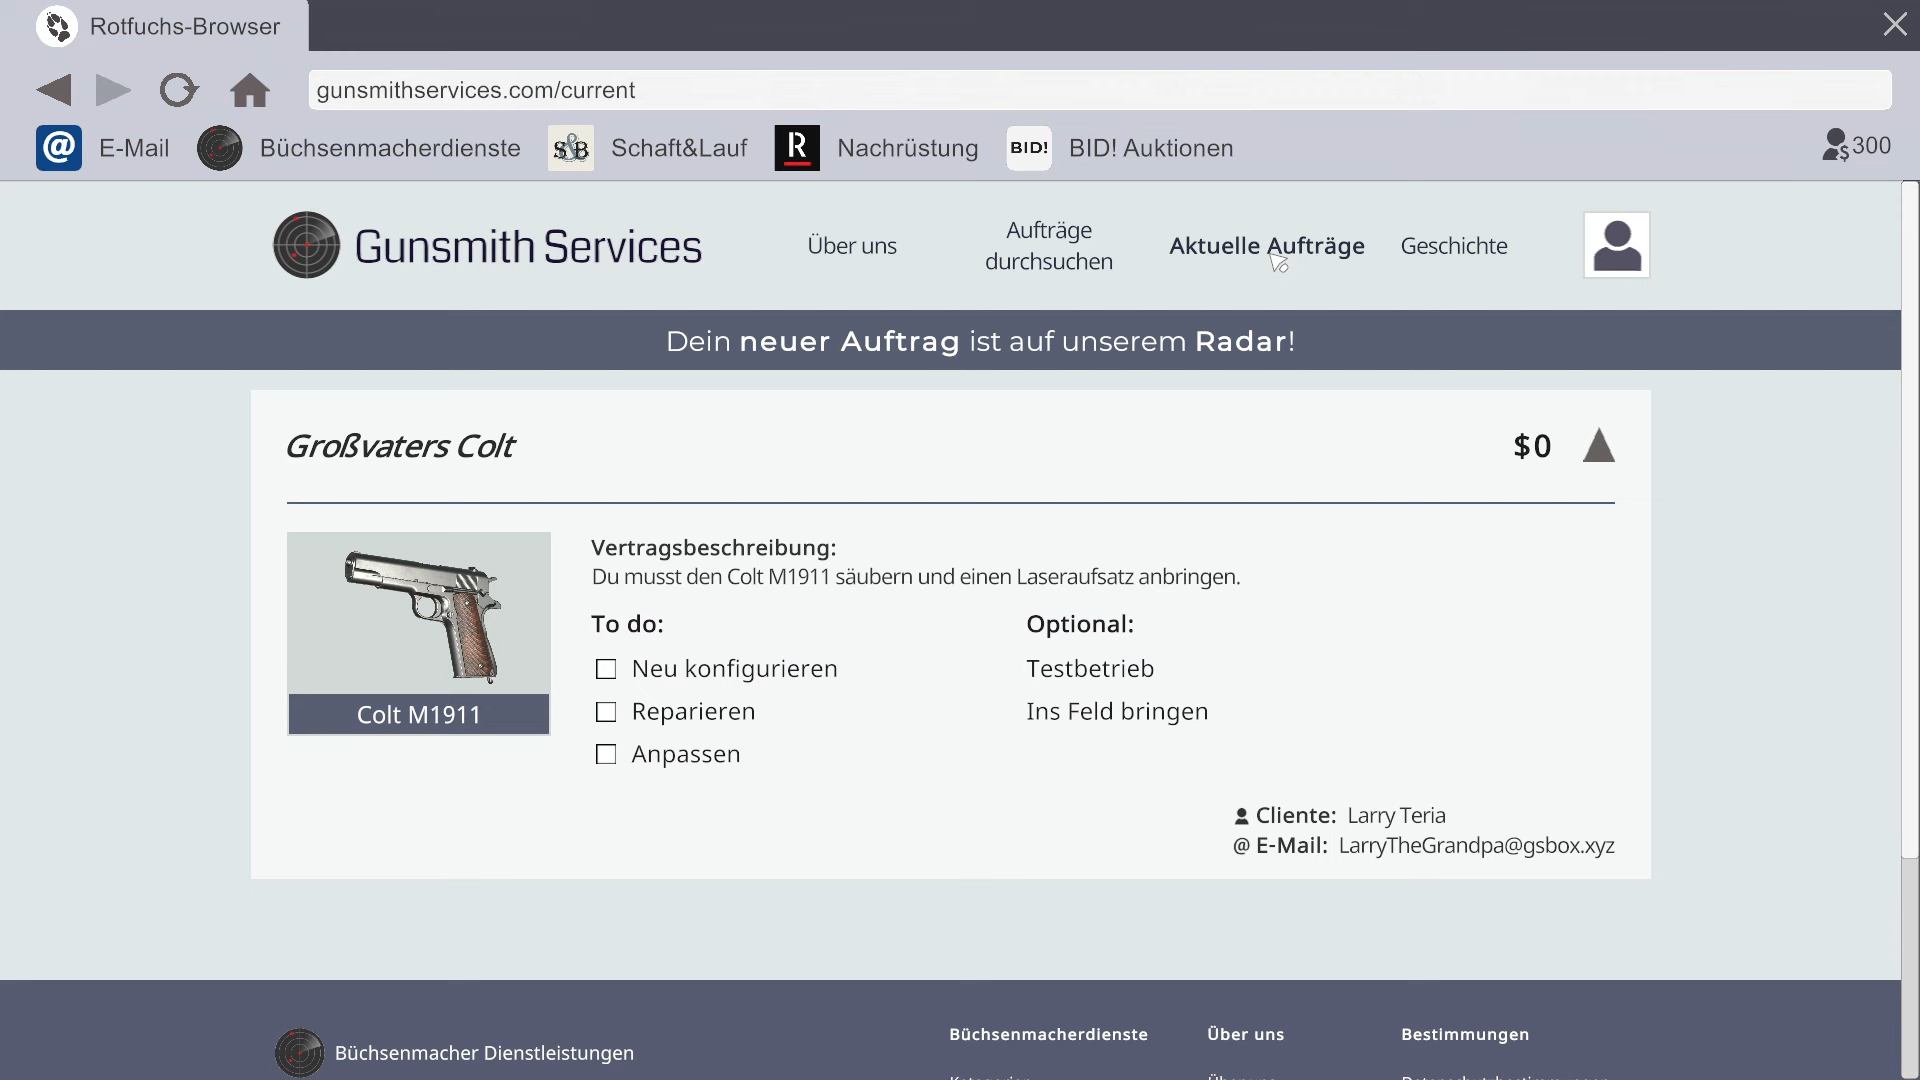 Rotfuchs-Browser
gunsmithservices.com/current
@ E-Mail
Büchsenmacherdienste
S&B Schaft&Lauf
R Nachrüstung
BID! BID! Auktionen
300
Gunsmith Services
Über uns
Aufträge
durchsuchen
Aktuelle Aufträge
Geschichte
Dein neuer Auftrag ist auf unserem Radar!
Großvaters Colt
$0
Vertragsbeschreibung:
Du musst den Colt M1911 säubern und einen Laseraufsatz anbringen.
Colt M1911
To do:
Neu konfigurieren
Reparieren
Anpassen
Optional:
Testbetrieb
Ins Feld bringen
Cliente: Larry Teria
@ E-Mail: LarryTheGrandpa@gsbox.xyz
Büchsenmacher Dienstleistungen
Büchsenmacherdienste
Über uns
Bestimmungen